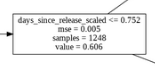 days_since_release_scaled <= 0.752
mse = 0.005
samples = 1248
value = 0.606